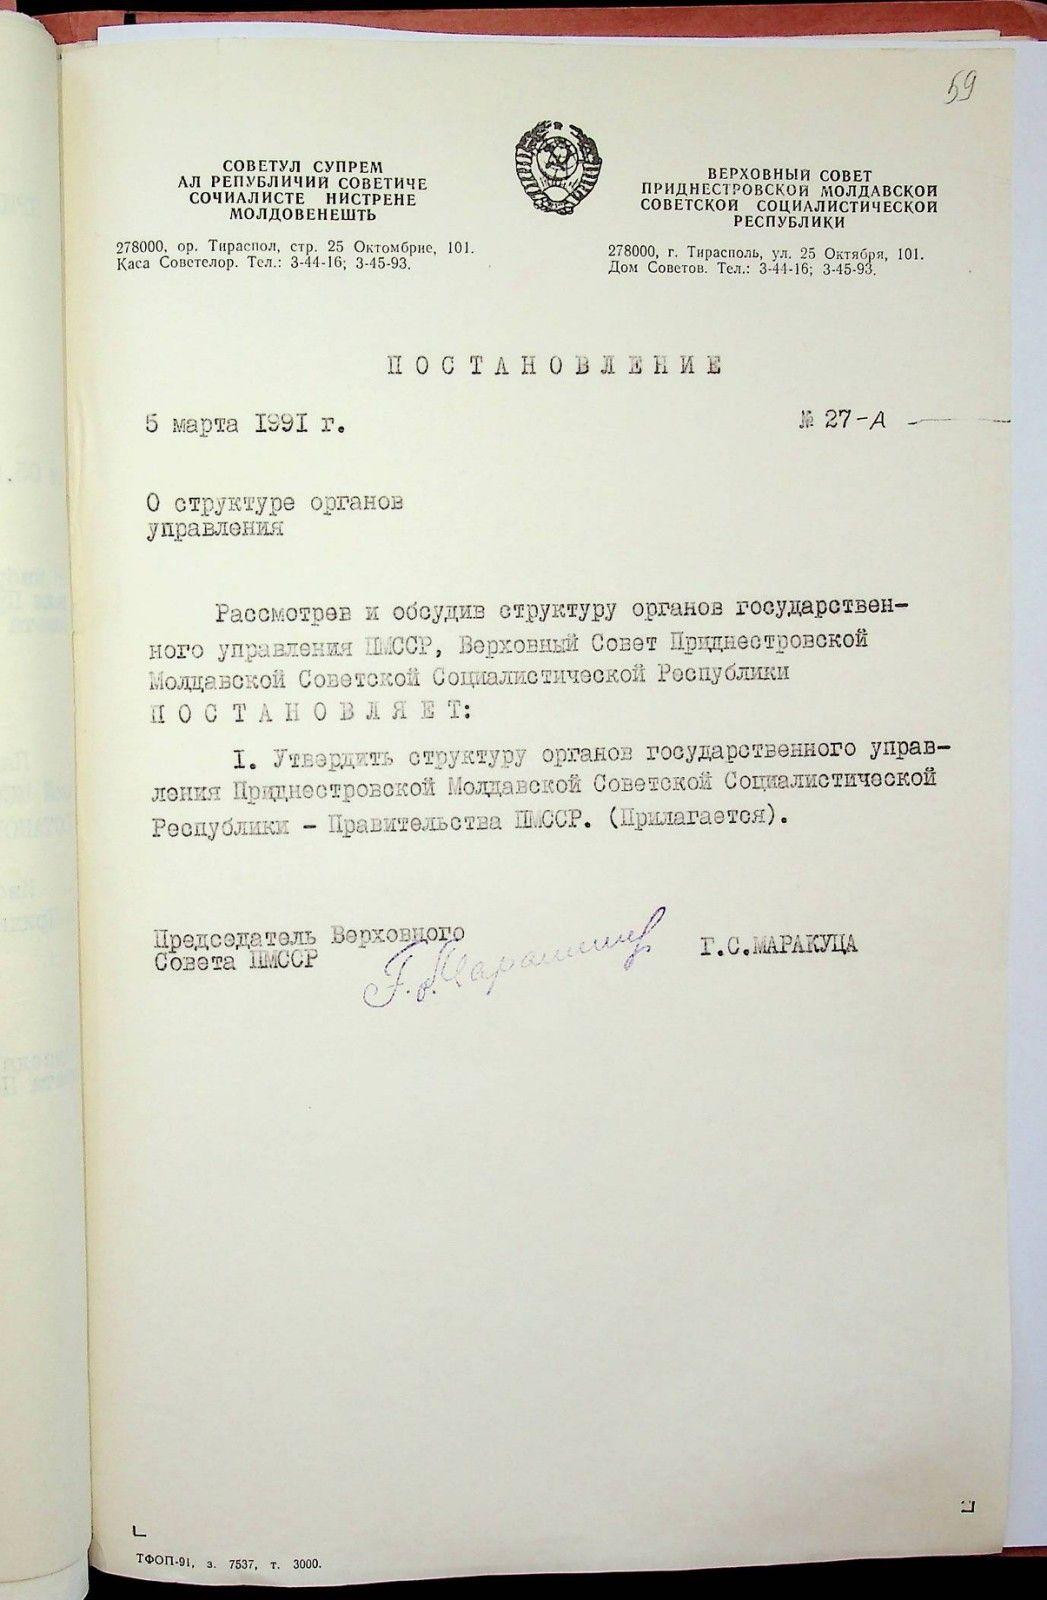 59
СОВЕТУЛ СУПРЕМ
АЛ РЕПУБЛИЧИЙ СОВЕТИЧЕ
СОЧИАЛИСТЕ НИСТРЕНЕ
МОЛДОВЕНЕШТЬ
278000, ор. Тираспол, стр. 25 Октомбрие, 101.
Каса Советелор. Тел.: 3-44-16; 3-45-93.
ВЕРХОВНЫЙ СОВЕТ
ПРИДНЕСТРОВСКОЙ МОЛДАВСКОЙ
СОВЕТСКОЙ СОЦИАЛИСТИЧЕСКОЙ
РЕСПУБЛИКИ
278000, г. Тирасполь, ул. 25 Октября, 101.
Дом Советов. Тел.: 3-44-16; 3-45-93.
П О С Т А Н О В Л Е Н И Е
5 марта 1991 г.
№ 27-А
О структуре органов
управления
Рассмотрев и обсудив структуру органов государствен-
ного управления ПМССР, Верховный Совет Приднестровской
Молдавской Советской Социалистической Республики
П О С Т А Н О В Л Я Е Т:
I. Утвердить структуру органов государственного управ-
ления Приднестровской Молдавской Советской Социалистической
Республики - Правительства ПМССР. (Прилагается).
Председатель Верховного
Совета ПМССР
Г.С.МАРАКУЦА
ТФОП-91, з. 7537, т. 3000.